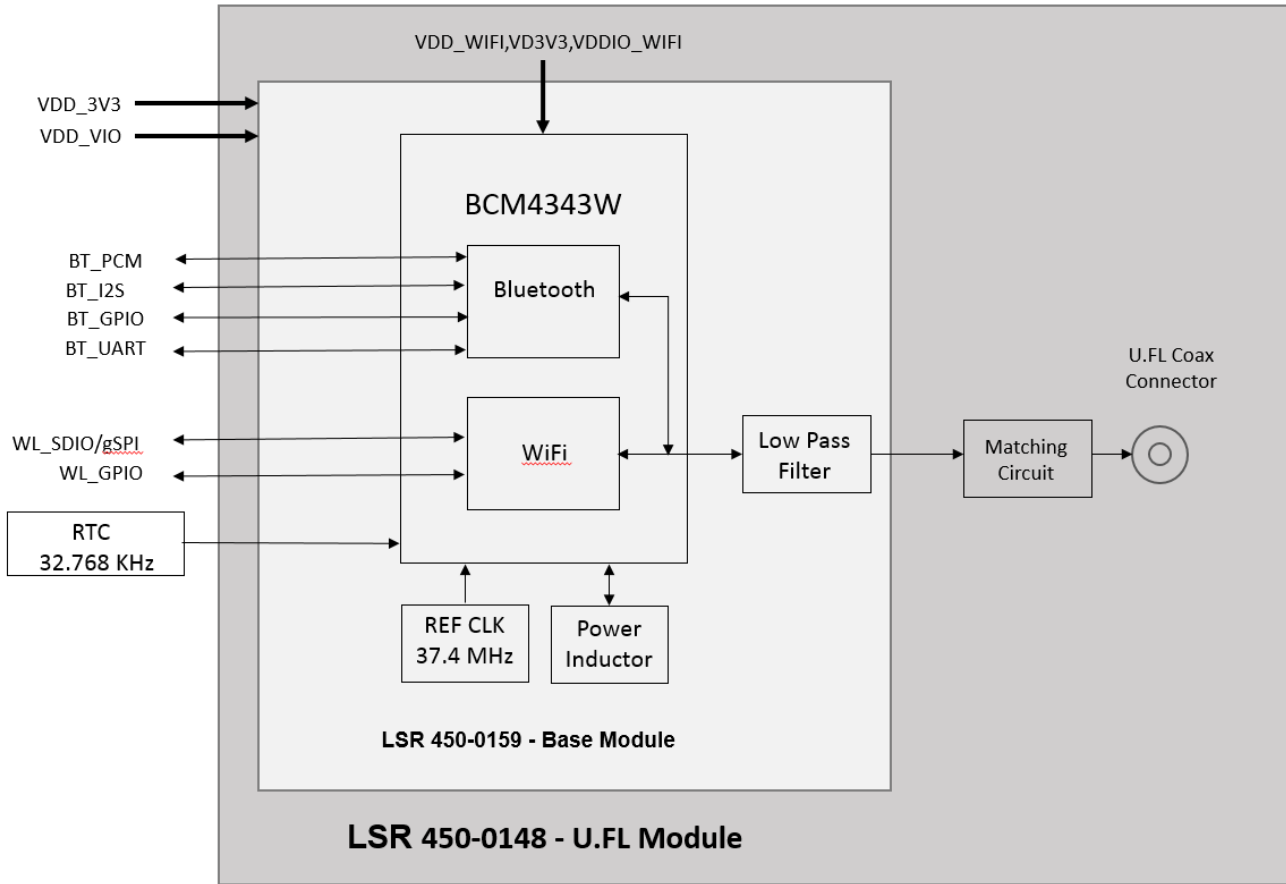 VDD_WIFI,VD3V3,VDDIO_WIFI
VDD_3V3
VDD_VIO
BCM4343W
BT_PCM
BT_I2S
BT_GPIO
BT_UART
Bluetooth
U.FL Coax
Connector
WL_SDIO/gSPI
WL_GPIO
WiFi
Low Pass
Filter
Matching
Circuit
RTC
32.768 KHz
REF CLK
37.4 MHz
Power
Inductor
LSR 450-0159 - Base Module
LSR 450-0148 - U.FL Module